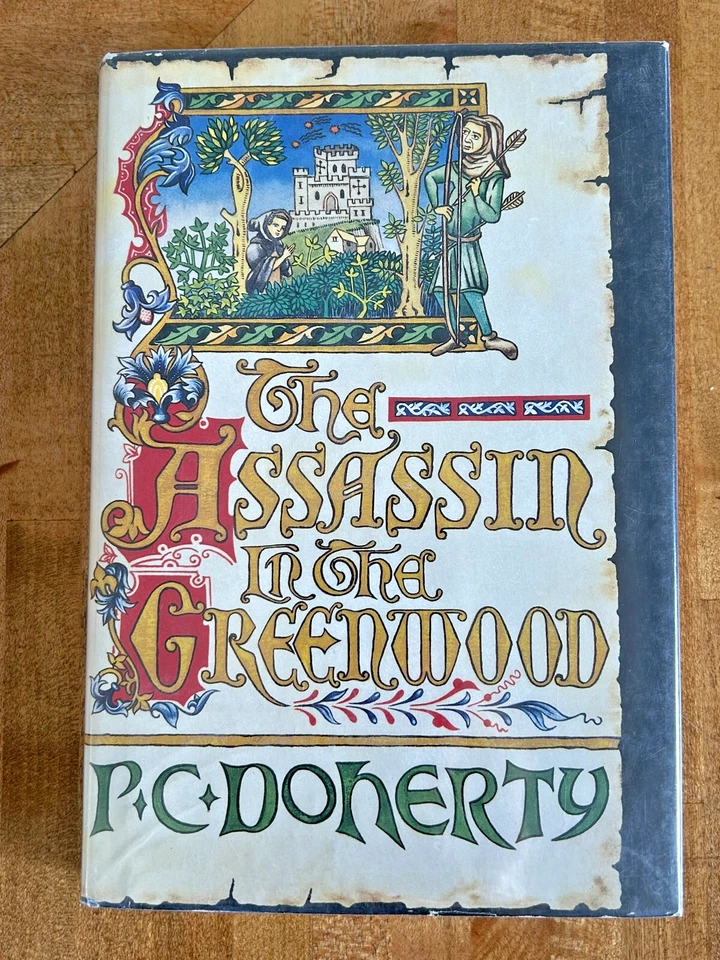 The
Assassin
In The
Greenwood
P·C·Doherty